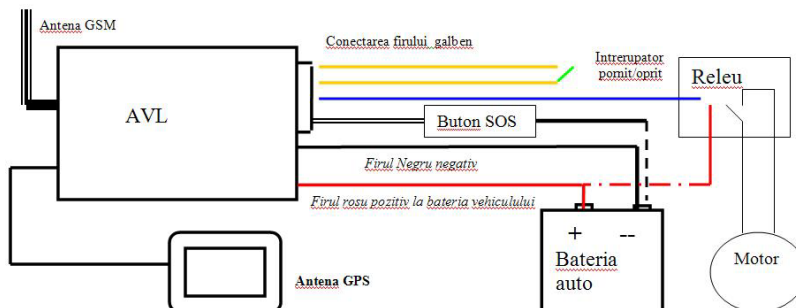 Antena GSM
Conectarea firului galben
Intrerupator
pornit/oprit
Releu
AVL
Buton SOS
Firul Negru negativ
Firul rosu pozitiv la bateria vehiculului
+ --
Bateria
auto
Motor
Antena GPS